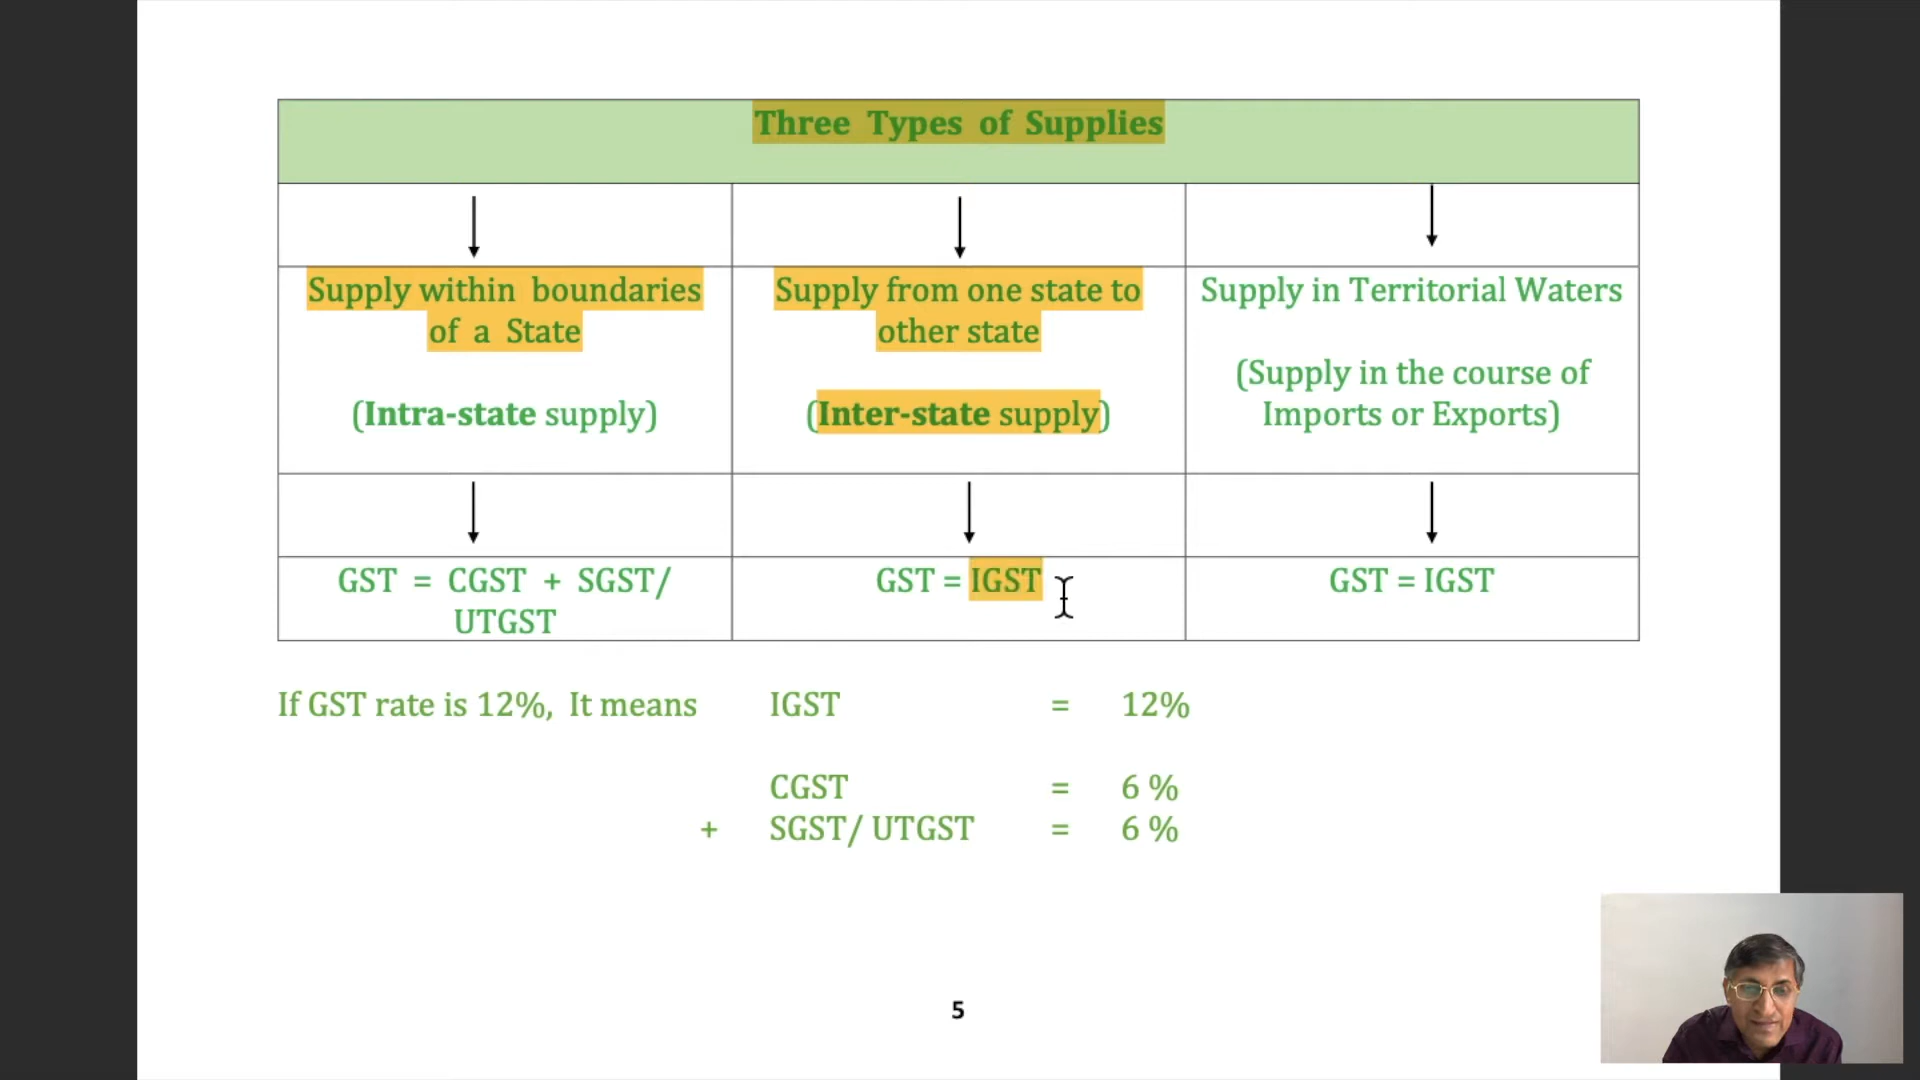 Three Types of Supplies
Supply within boundaries
of a State
(Intra-state supply)
Supply from one state to
other state
(Inter-state supply)
Supply in Territorial Waters
(Supply in the course of
Imports or Exports)
GST = CGST + SGST/
UTGST
GST = IGST
GST = IGST
If GST rate is 12%, It means IGST = 12%
CGST = 6 %
+ SGST/ UTGST = 6 %
5